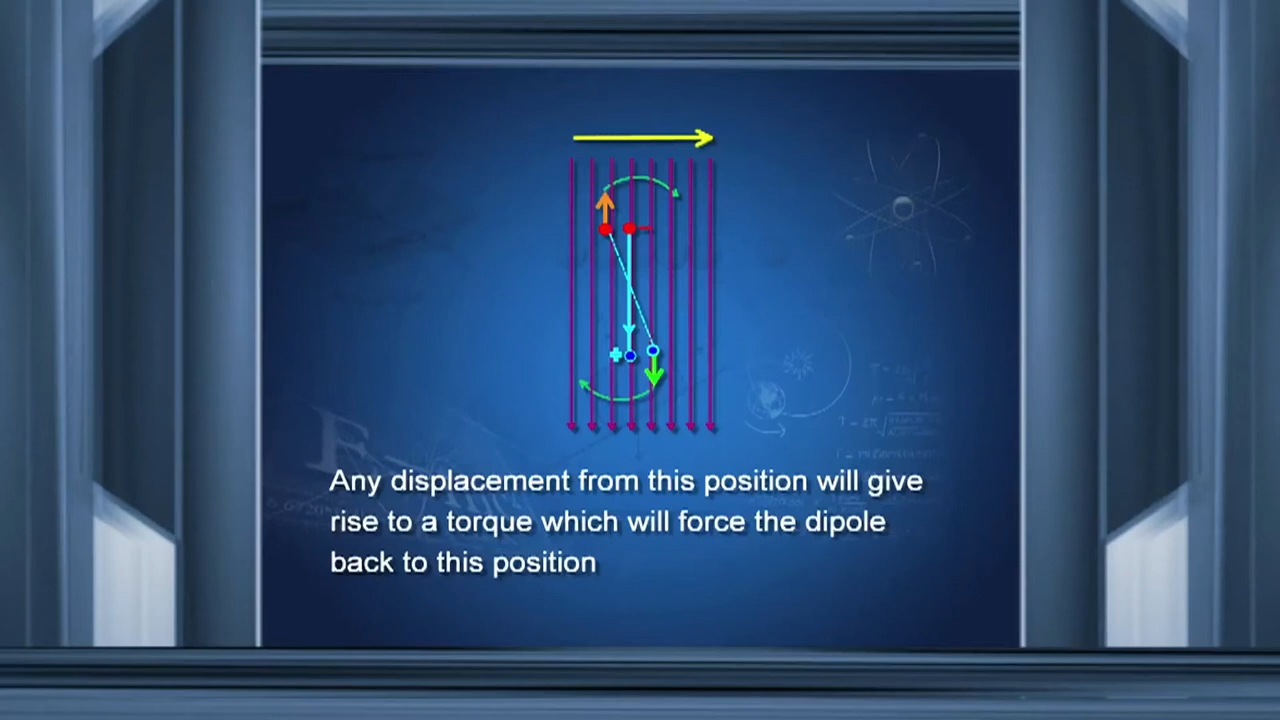 Any displacement from this position will give
rise to a torque which will force the dipole
back to this position